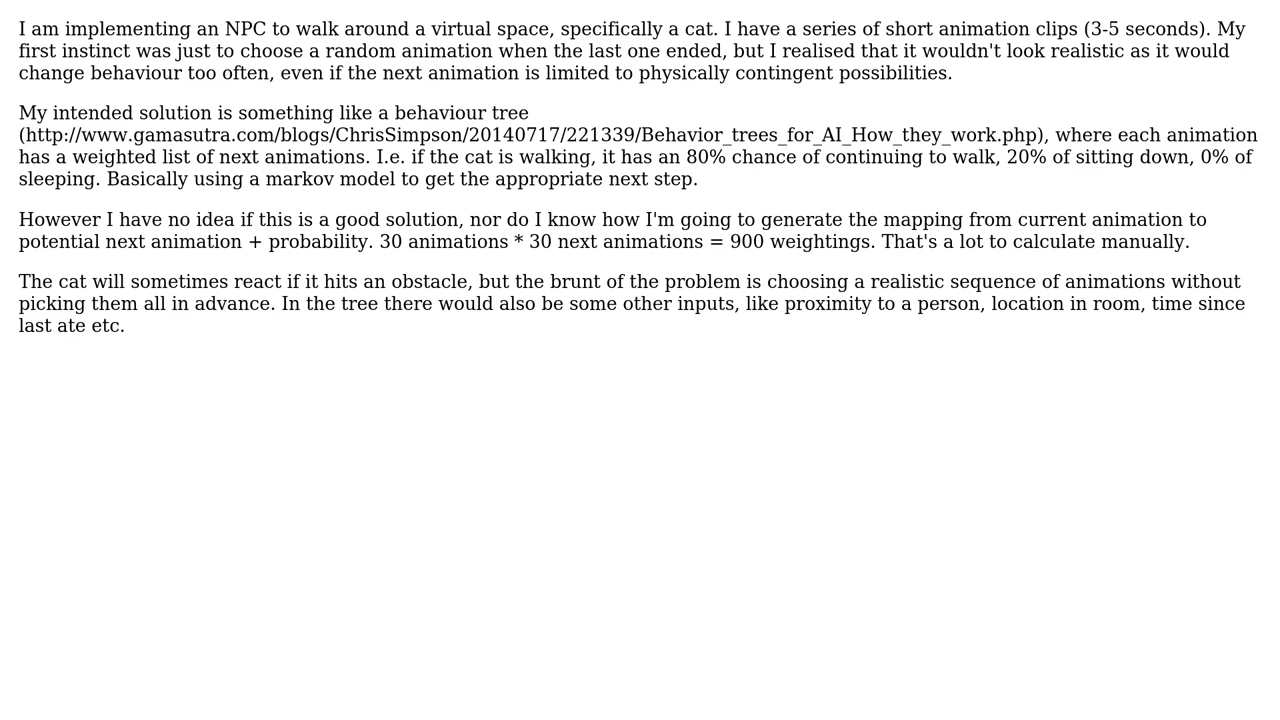 I am implementing an NPC to walk around a virtual space, specifically a cat. I have a series of short animation clips (3-5 seconds). My
first instinct was just to choose a random animation when the last one ended, but I realised that it wouldn't look realistic as it would
change behaviour too often, even if the next animation is limited to physically contingent possibilities.
My intended solution is something like a behaviour tree
(http://www.gamasutra.com/blogs/ChrisSimpson/20140717/221339/Behavior_trees_for_AI_How_they_work.php), where each animation
has a weighted list of next animations. I.e. if the cat is walking, it has an 80% chance of continuing to walk, 20% of sitting down, 0% of
sleeping. Basically using a markov model to get the appropriate next step.
However I have no idea if this is a good solution, nor do I know how I'm going to generate the mapping from current animation to
potential next animation + probability. 30 animations * 30 next animations = 900 weightings. That's a lot to calculate manually.
The cat will sometimes react if it hits an obstacle, but the brunt of the problem is choosing a realistic sequence of animations without
picking them all in advance. In the tree there would also be some other inputs, like proximity to a person, location in room, time since
last ate etc.